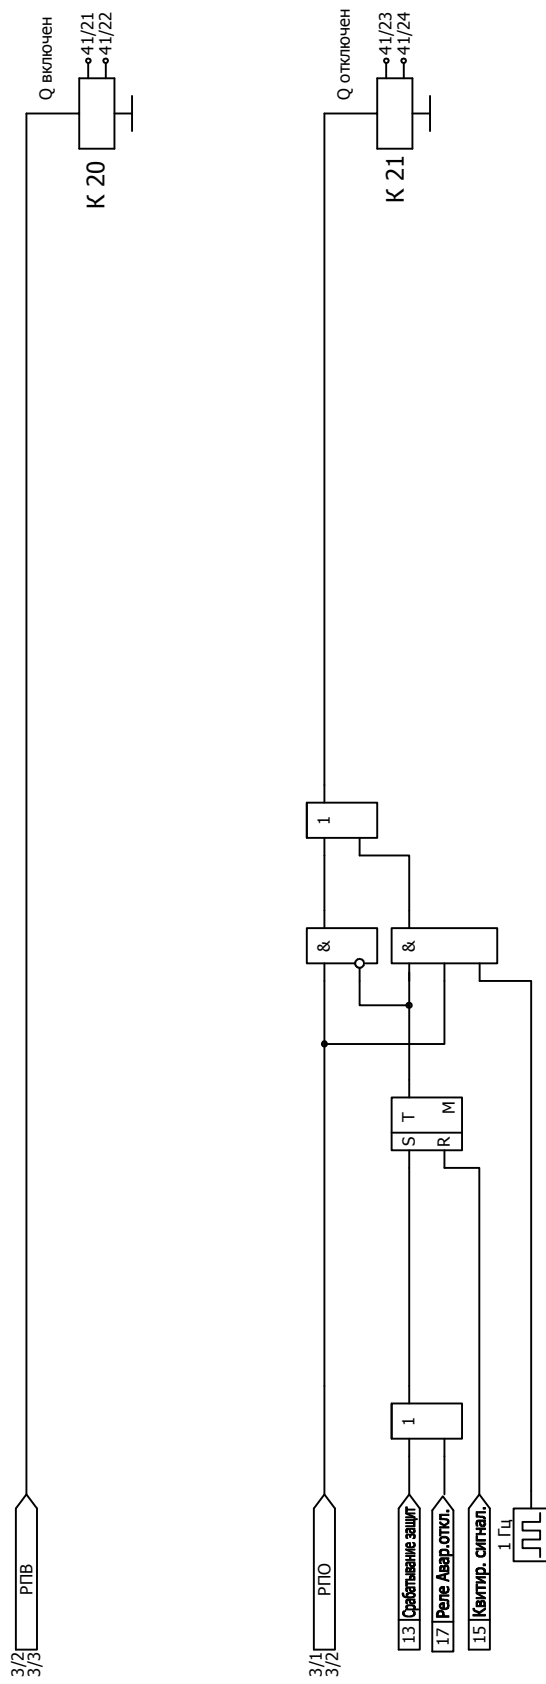 3/2
3/3
РПВ
Q включен
41/21
41/22
К 20
3/1
3/2
РПО
&
1
Q отключен
41/23
41/24
К 21
13 Срабатывание защит
17 Реле Авар.откл.
1
S T
R M
&
15 Квитир. сигнал.
1 Гц